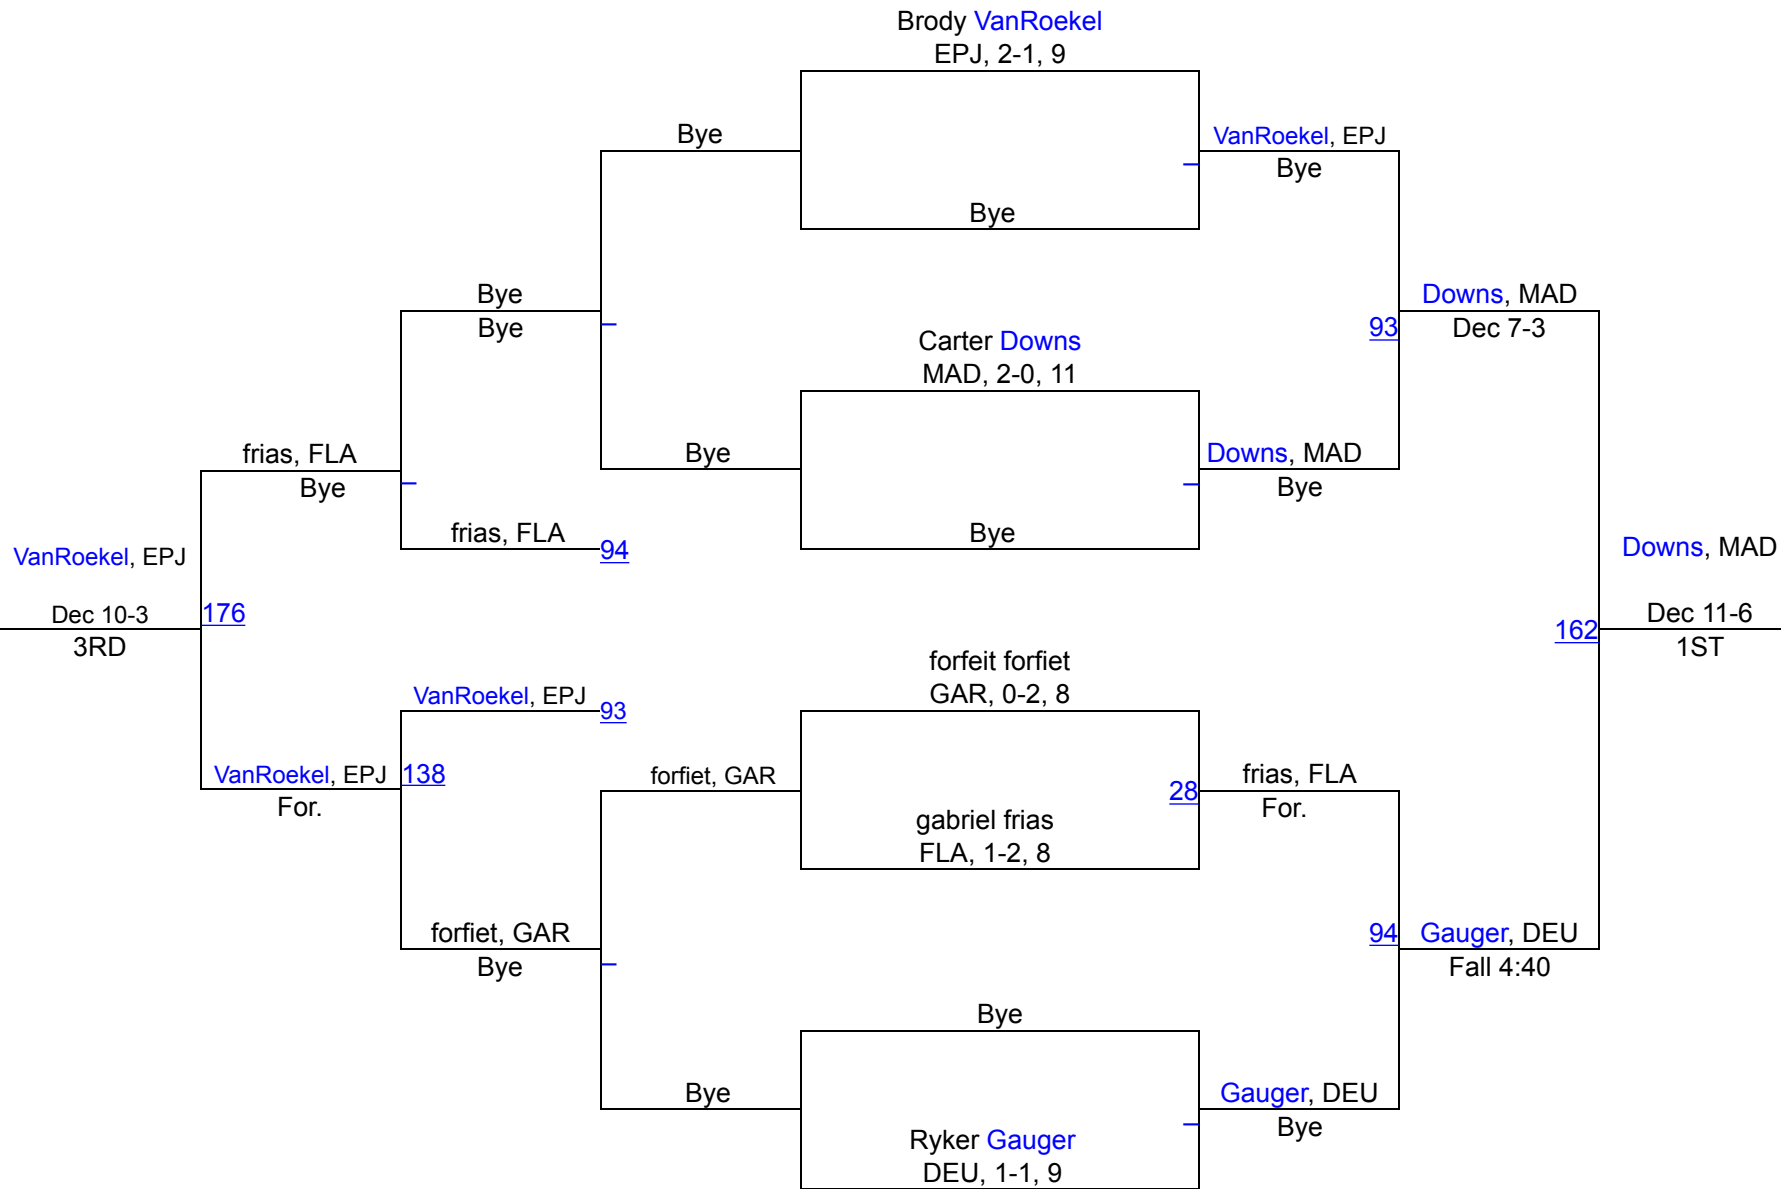 Brody VanRoekel
EPJ, 2-1, 9
Bye
VanRoekel, EPJ
Bye
Bye
Bye
Bye
Downs, MAD
93
Dec 7-3
Carter Downs
MAD, 2-0, 11
frias, FLA
Bye
Bye
Downs, MAD
Bye
frias, FLA
94
Bye
VanRoekel, EPJ
Dec 10-3
176
3RD
Downs, MAD
162
Dec 11-6
1ST
forfeit forfiet
GAR, 0-2, 8
VanRoekel, EPJ
93
VanRoekel, EPJ
138
For.
forfiet, GAR
28
frias, FLA
For.
gabriel frias
FLA, 1-2, 8
forfiet, GAR
Bye
94
Gauger, DEU
Fall 4:40
Bye
Bye
Gauger, DEU
Bye
Ryker Gauger
DEU, 1-1, 9